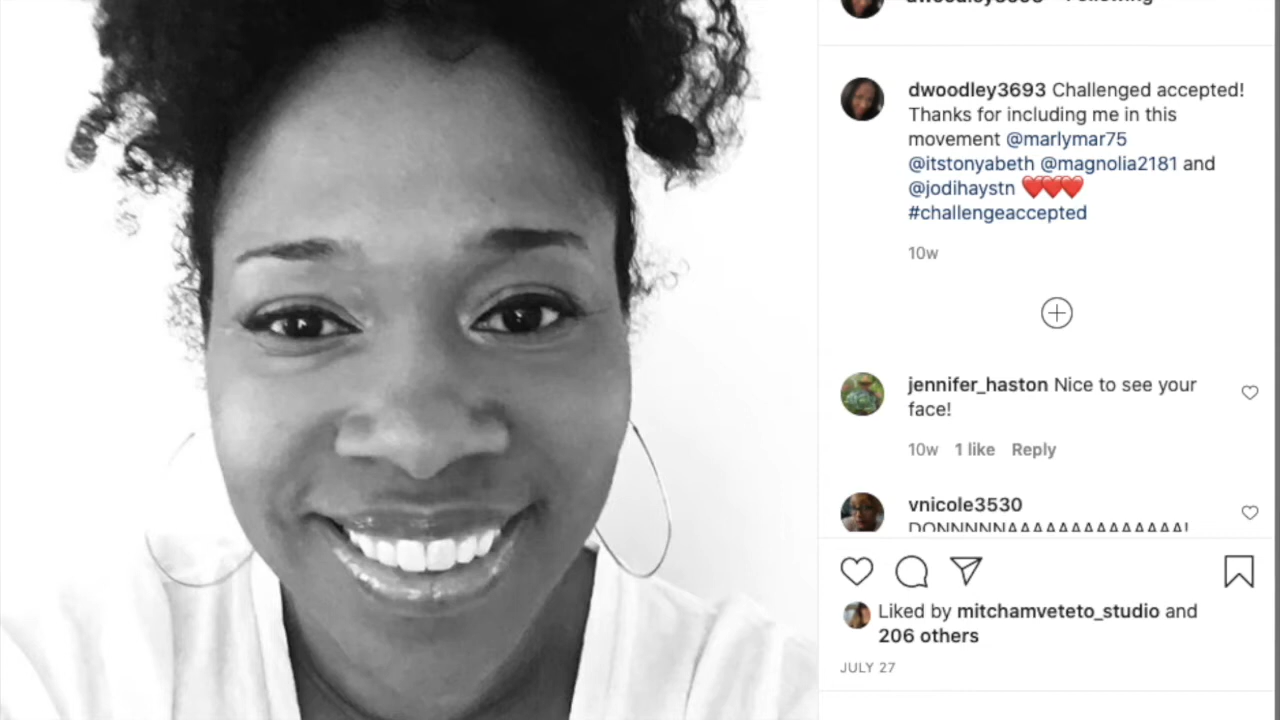 dwoodley3693 Challenged accepted!
Thanks for including me in this
movement @marlymar75
@itstonyabeth @magnolia2181 and
@jodihaystn ❤️❤️❤️
#challengeaccepted
10w
jennifer_haston Nice to see your
face!
10w 1 like Reply
vnicole3530
Liked by mitchamveteto_studio and
206 others
JULY 27